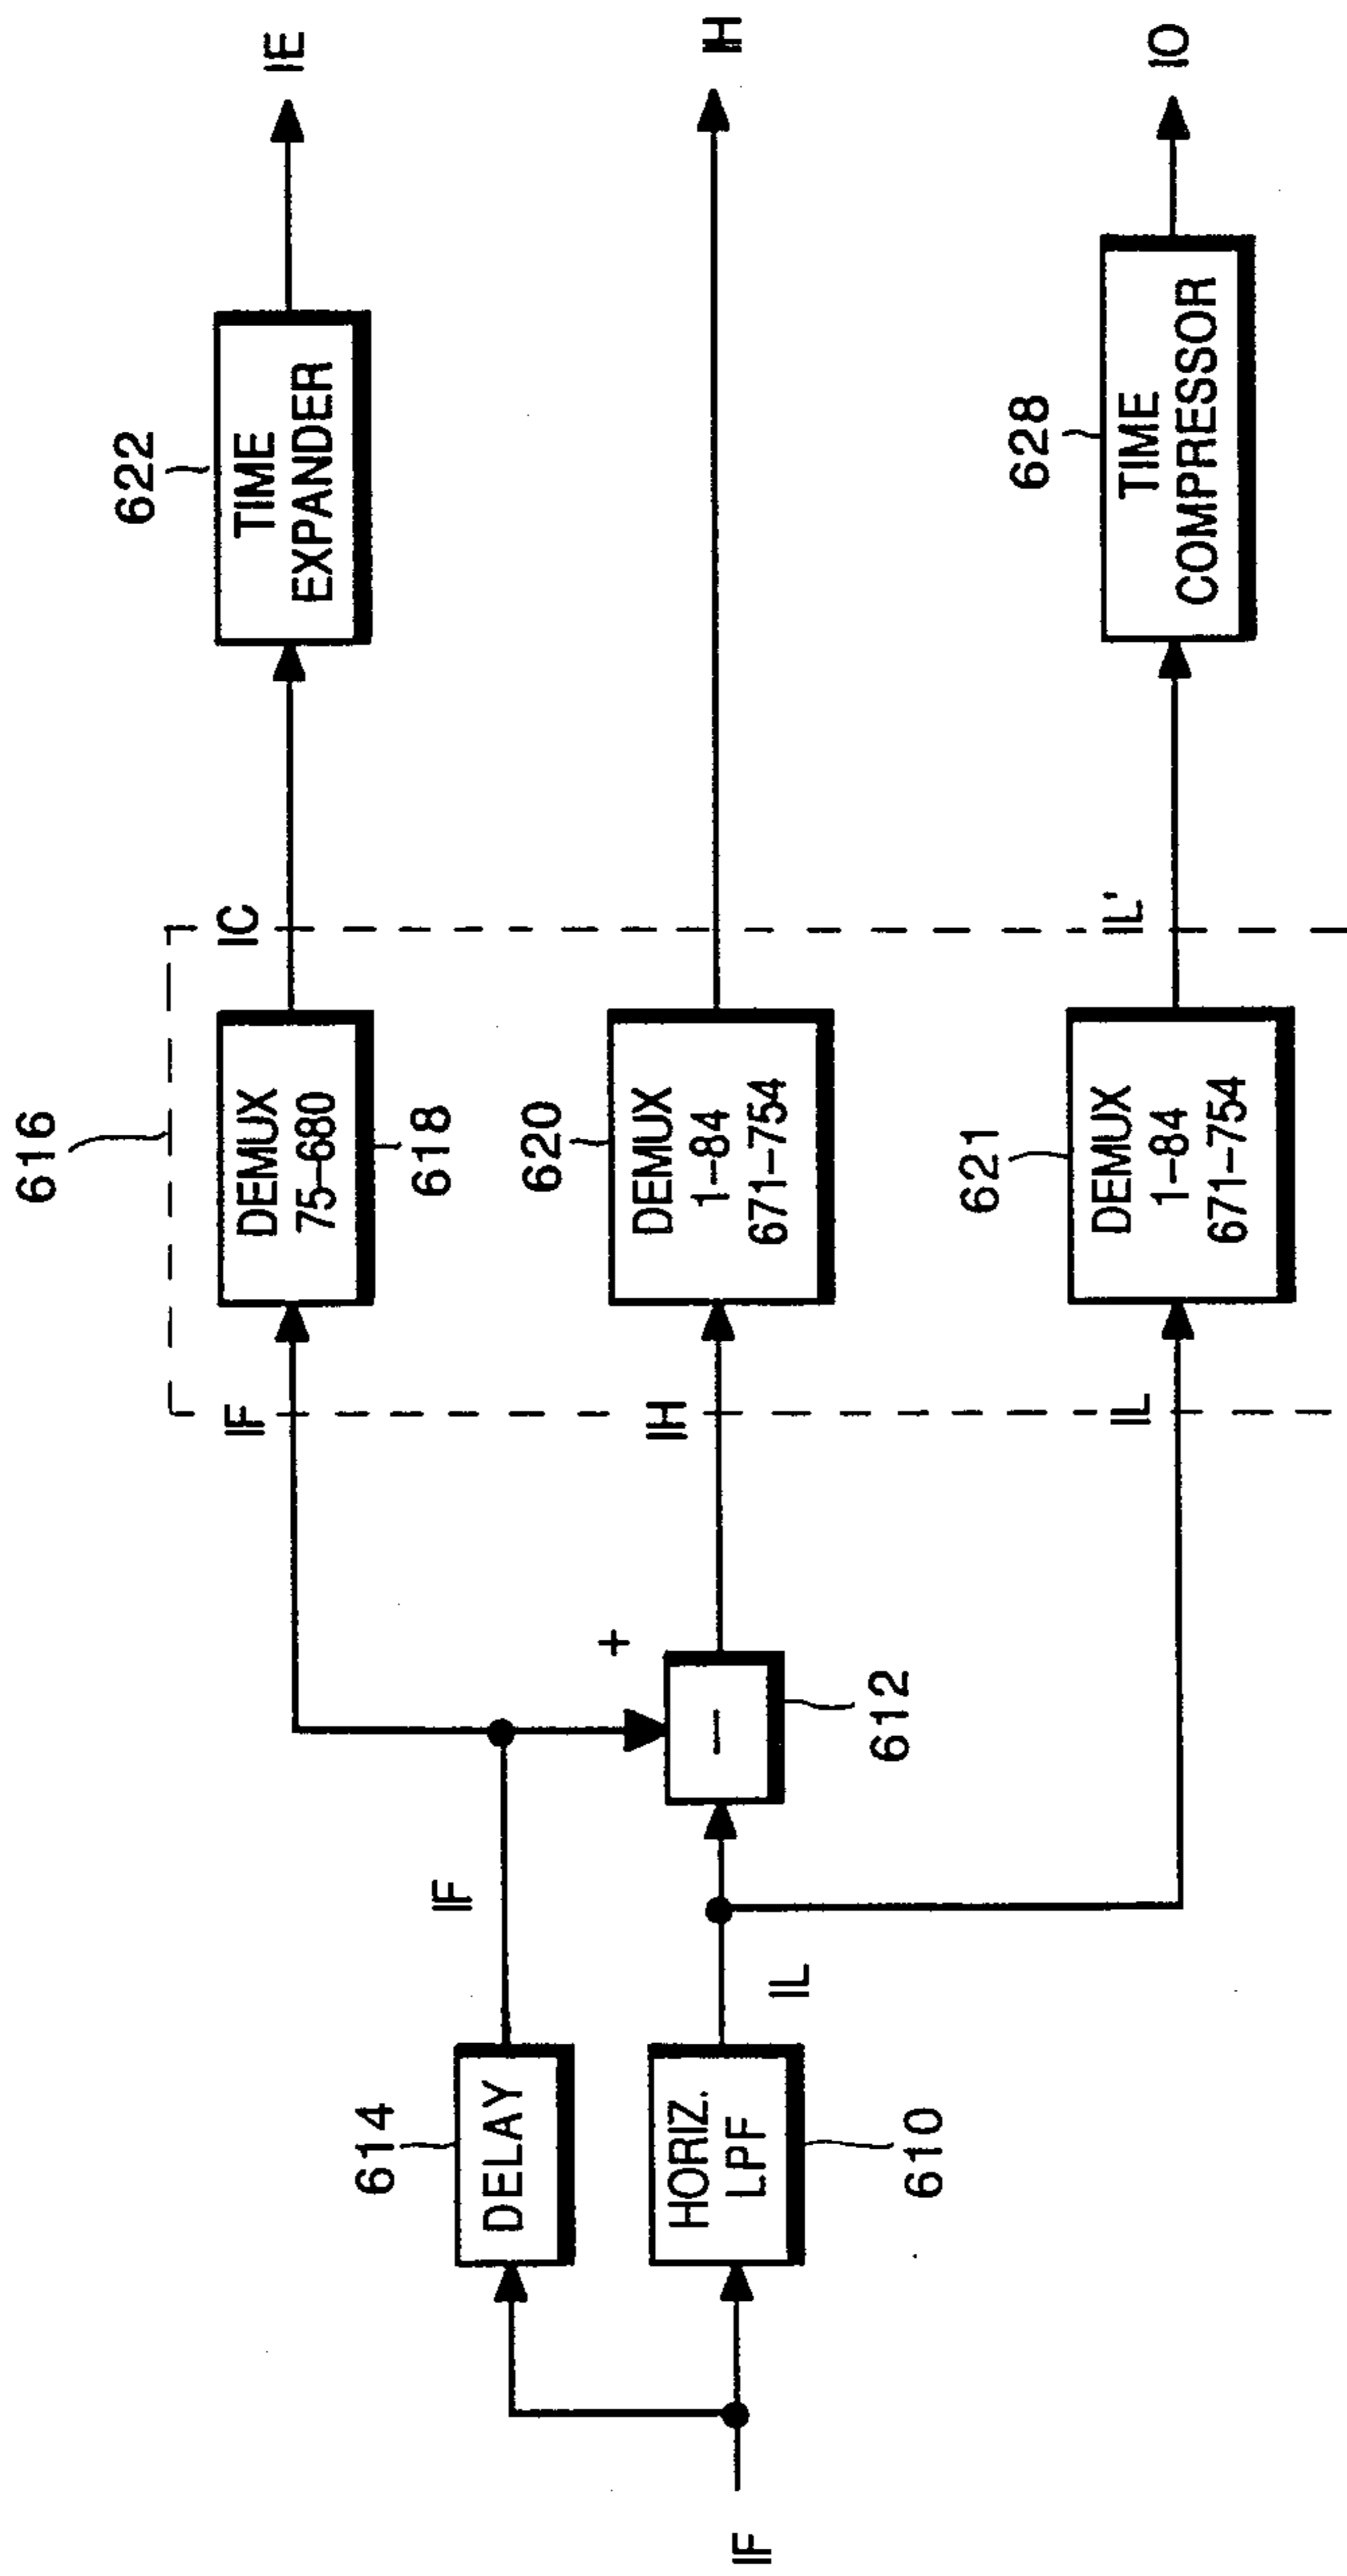 616
622
IE
IF
DEMUX
75–680
618
IC
TIME
EXPANDER
614
DELAY
IF
+
–
612
IH
620
DEMUX
1–84
671–754
IH
IF
HORIZ.
LPF
610
IL
IL
621
DEMUX
1–84
671–754
IL'
628
TIME
COMPRESSOR
IO